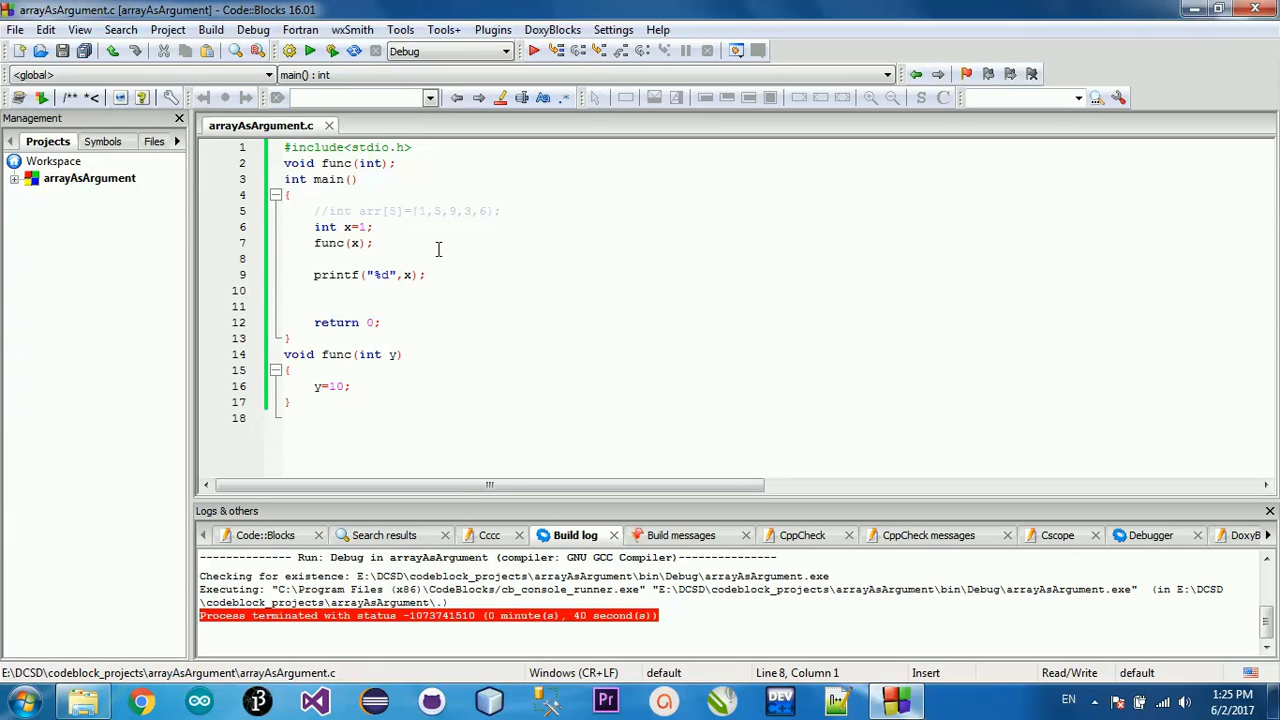 arrayAsArgument.c [arrayAsArgument] - Code::Blocks 16.01
File Edit View Search Project Build Debug Fortran wxSmith Tools Tools+ Plugins DoxyBlocks Settings Help
Debug
<global> main() : int
/** *<
S C
Management
Projects Symbols Files
Workspace
arrayAsArgument
arrayAsArgument.c
1 #include<stdio.h>
2 void func(int);
3 int main()
4 {
5 //int arr[5]={1,5,9,3,6};
6 int x=1;
7 func(x);
8
9 printf("%d",x);
10
11
12 return 0;
13 }
14 void func(int y)
15 {
16 y=10;
17 }
18
Logs & others
Code::Blocks Search results Cccc Build log Build messages CppCheck CppCheck messages Cscope Debugger DoxyB
-------------- Run: Debug in arrayAsArgument (compiler: GNU GCC Compiler)---------------
Checking for existence: E:\DCSD\codeblock_projects\arrayAsArgument\bin\Debug\arrayAsArgument.exe
Executing: "C:\Program Files (x86)\CodeBlocks/cb_console_runner.exe" "E:\DCSD\codeblock_projects\arrayAsArgument\bin\Debug\arrayAsArgument.exe" (in E:\DCSD
\codeblock_projects\arrayAsArgument\.)
Process terminated with status -1073741510 (0 minute(s), 40 second(s))
E:\DCSD\codeblock_projects\arrayAsArgument\arrayAsArgument.c Windows (CR+LF) default Line 8, Column 1 Insert Read/Write default
Pr DEV EN 1:25 PM
6/2/2017